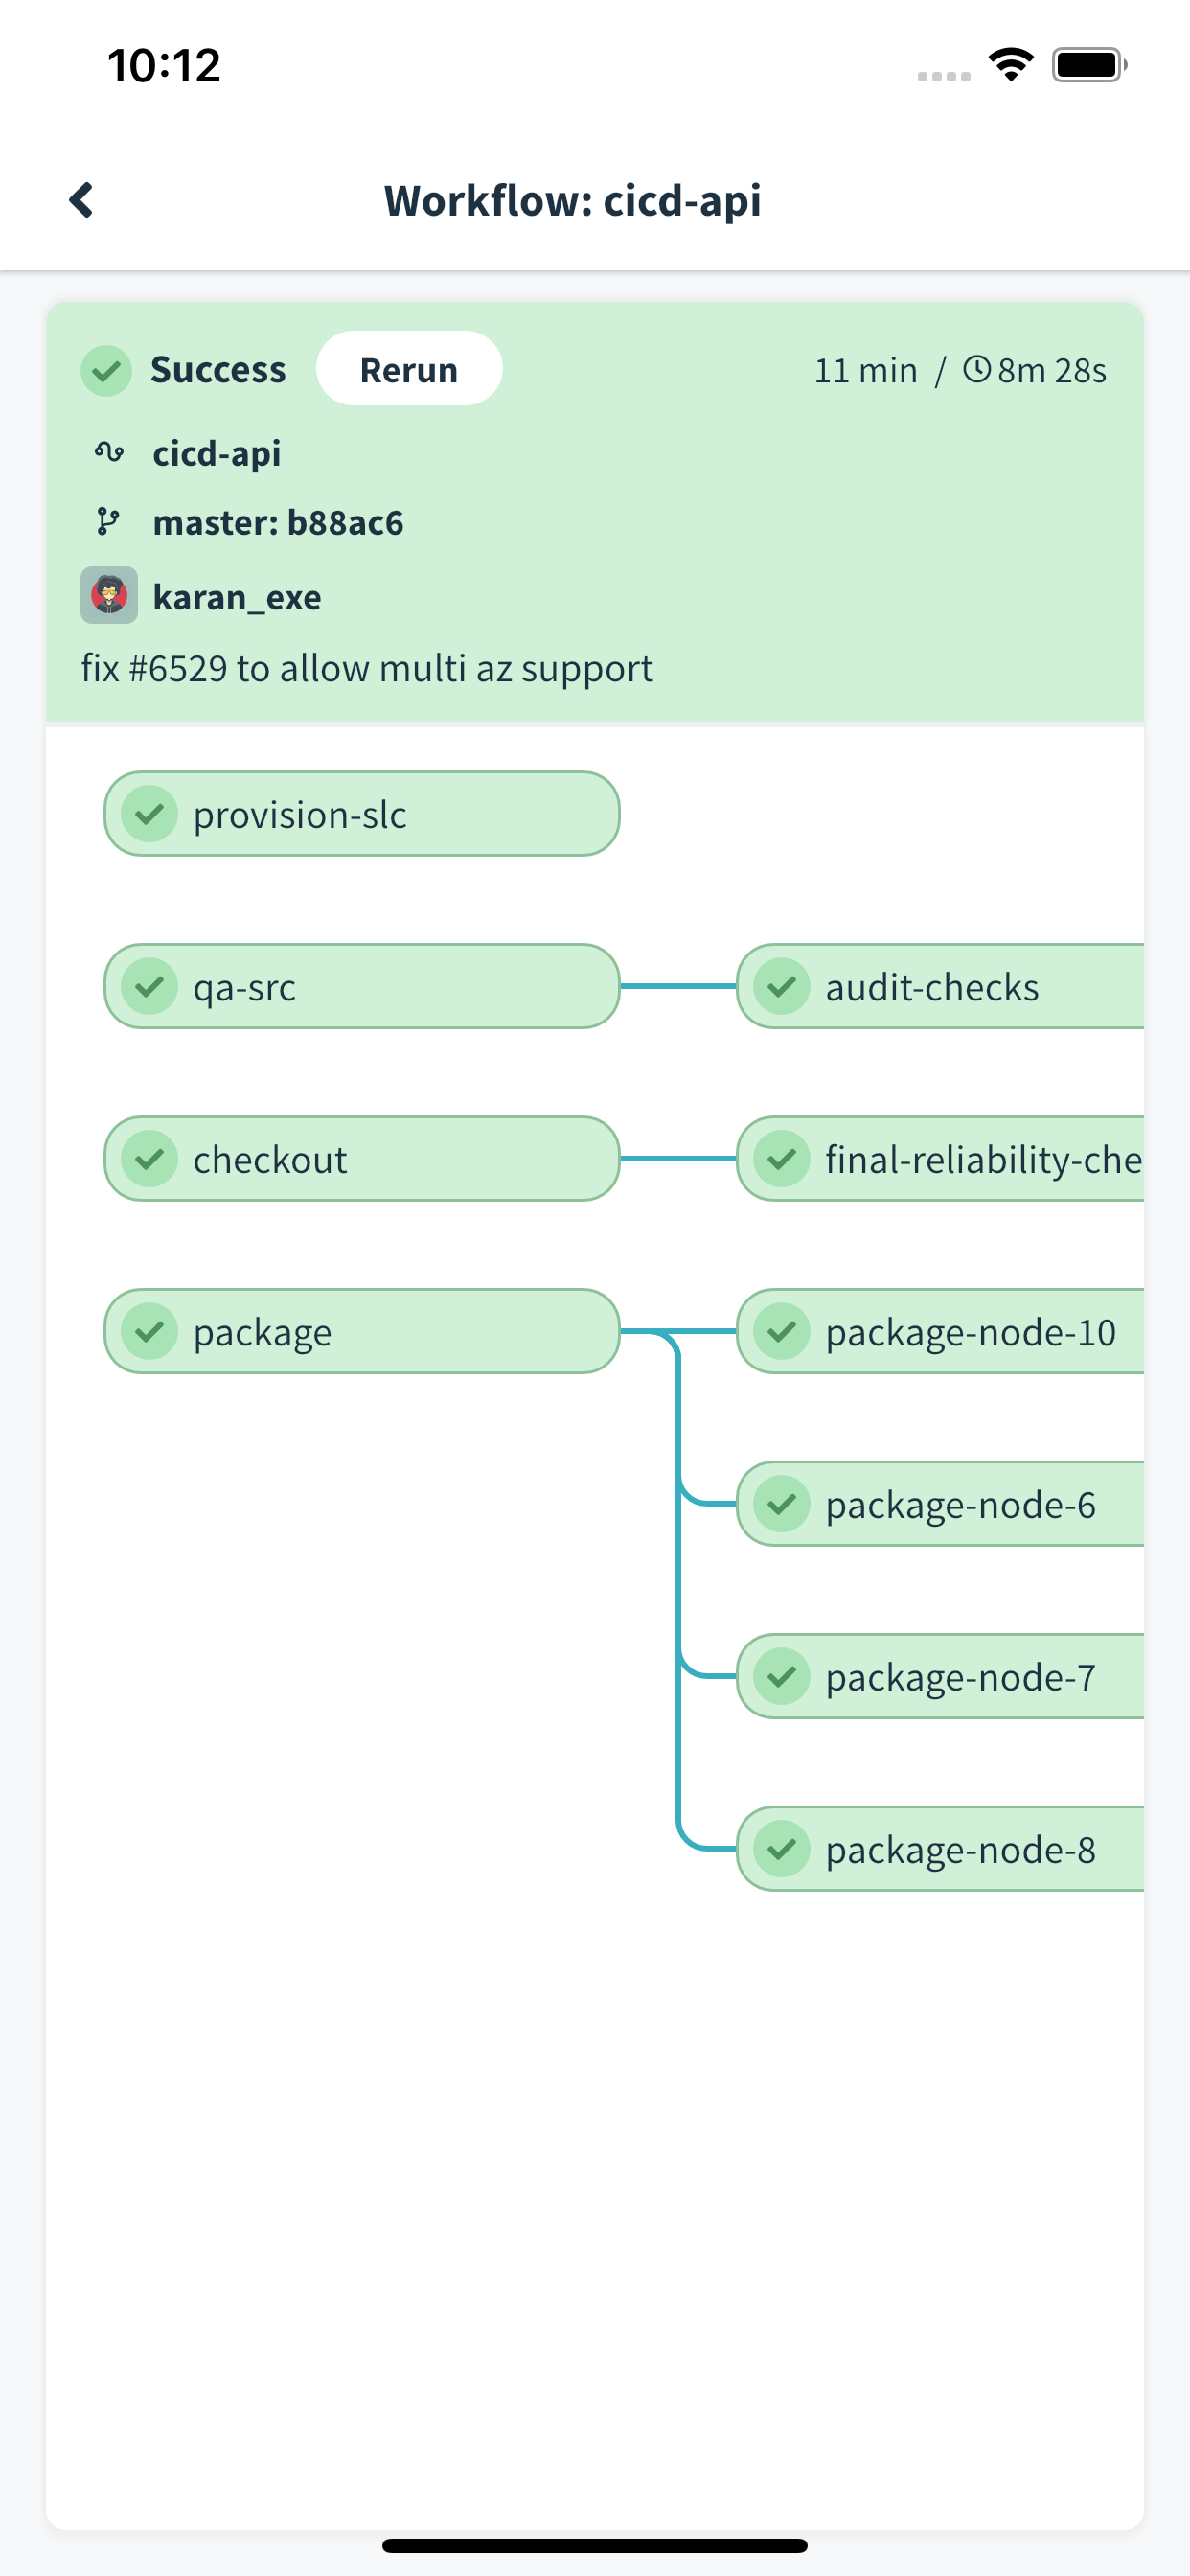 10:12
Workflow: cicd-api
Success Rerun 11 min / 8m 28s
cicd-api
master: b88ac6
karan_exe
fix #6529 to allow multi az support
provision-slc
qa-src audit-checks
checkout final-reliability-che
package package-node-10
package-node-6
package-node-7
package-node-8